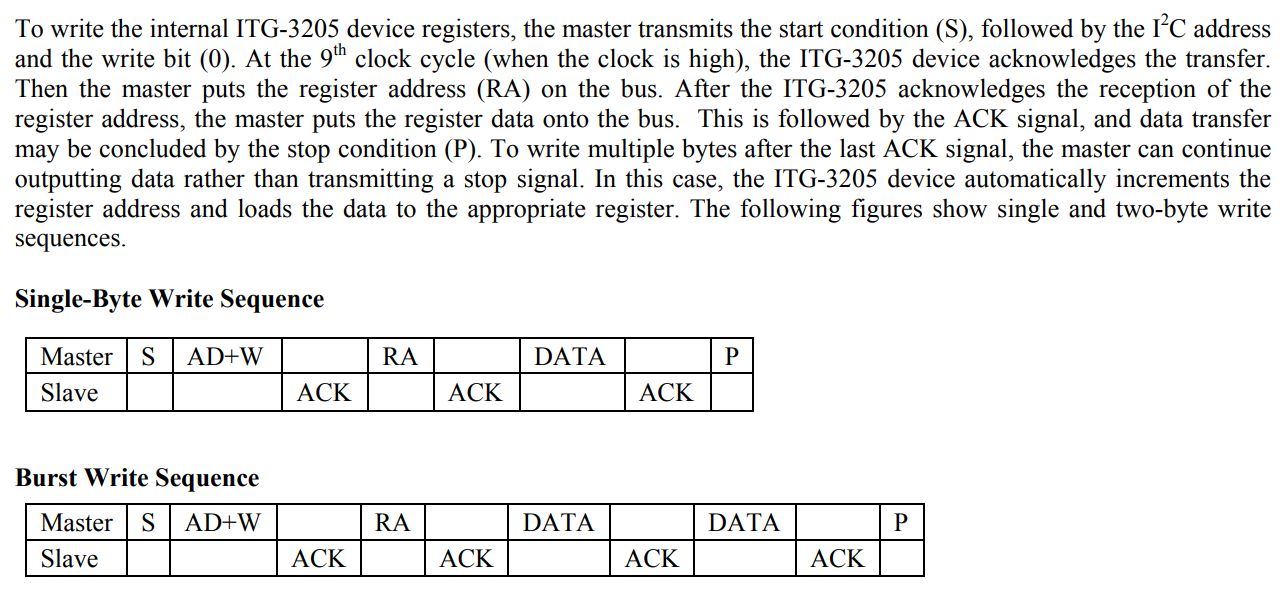 To write the internal ITG-3205 device registers, the master transmits the start condition (S), followed by the I²C address
and the write bit (0). At the 9th clock cycle (when the clock is high), the ITG-3205 device acknowledges the transfer.
Then the master puts the register address (RA) on the bus. After the ITG-3205 acknowledges the reception of the
register address, the master puts the register data onto the bus. This is followed by the ACK signal, and data transfer
may be concluded by the stop condition (P). To write multiple bytes after the last ACK signal, the master can continue
outputting data rather than transmitting a stop signal. In this case, the ITG-3205 device automatically increments the
register address and loads the data to the appropriate register. The following figures show single and two-byte write
sequences.
Single-Byte Write Sequence
Master S AD+W RA DATA P
Slave ACK ACK ACK
Burst Write Sequence
Master S AD+W RA DATA DATA P
Slave ACK ACK ACK ACK